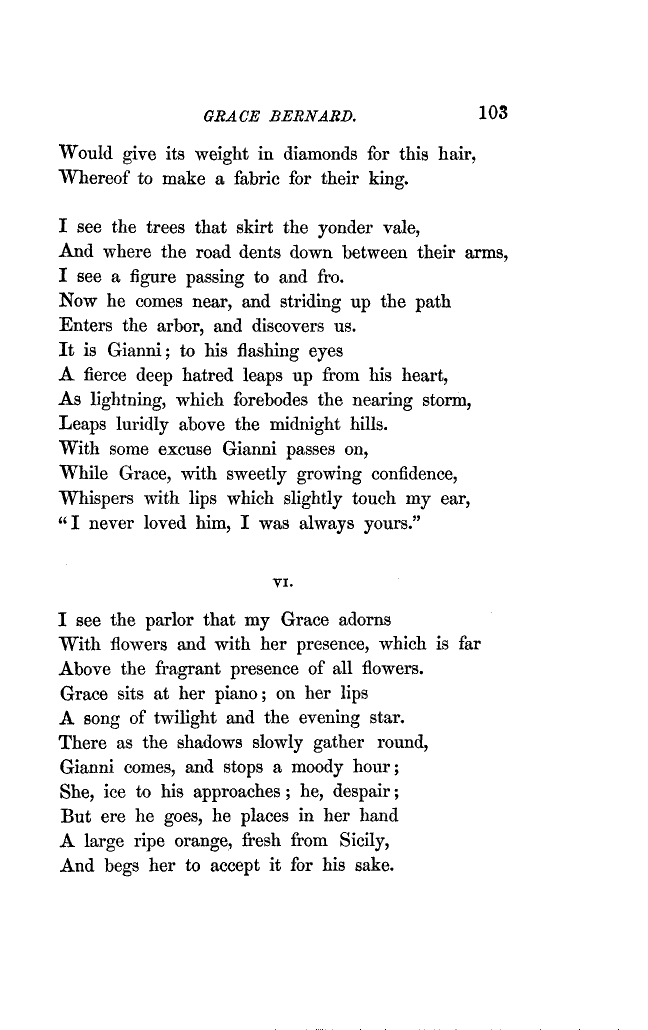 GRACE BERNARD. 103
Would give its weight in diamonds for this hair,
Whereof to make a fabric for their king.
I see the trees that skirt the yonder vale,
And where the road dents down between their arms,
I see a figure passing to and fro.
Now he comes near, and striding up the path
Enters the arbor, and discovers us.
It is Gianni; to his flashing eyes
A fierce deep hatred leaps up from his heart,
As lightning, which forebodes the nearing storm,
Leaps luridly above the midnight hills.
With some excuse Gianni passes on,
While Grace, with sweetly growing confidence,
Whispers with lips which slightly touch my ear,
“I never loved him, I was always yours.”
VI.
I see the parlor that my Grace adorns
With flowers and with her presence, which is far
Above the fragrant presence of all flowers.
Grace sits at her piano; on her lips
A song of twilight and the evening star.
There as the shadows slowly gather round,
Gianni comes, and stops a moody hour;
She, ice to his approaches; he, despair;
But ere he goes, he places in her hand
A large ripe orange, fresh from Sicily,
And begs her to accept it for his sake.